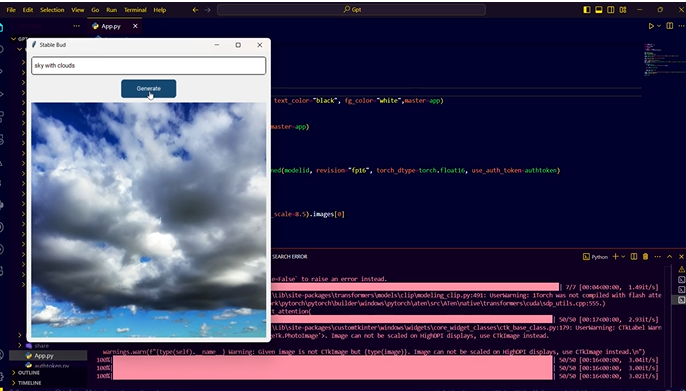 File Edit Selection View Go Run Terminal Help
Gpt
App.py
Stable Bud
sky with clouds
Generate
text_color="black", fg_color="white",master=app)
master=app)
ned(modelid, revision="fp16", torch_dtype=torch.float16, use_auth_token=authtoken)
_scale=8.5).images[0]
SEARCH ERROR
Python
=False` to raise an error instead.
7/7 [00:04<00:00, 1.49it/s]
\Lib\site-packages\transformers\models\clip\modeling_clip.py:491: UserWarning: 1Torch was not compiled with flash atte
rk\pytorch\pytorch\builder\windows\pytorch\aten\src\ATen\native\transformers\cuda\sdp_utils.cpp:555.)
t_attention(
50/50 [00:17<00:00, 2.93it/s]
\Lib\site-packages\customtkinter\windows\widgets\core_widget_classes\ctk_base_class.py:179: UserWarning: CTkLabel Warn
Tk.PhotoImage'>. Image can not be scaled on HighDPI displays, use CTkImage instead.
share
App.py
authtoken.py
OUTLINE
TIMELINE
warnings.warn(f"{type(self).__name__} Warning: Given image is not CTkImage but {type(image)}. Image can not be scaled on HighDPI displays, use CTkImage instead.\n")
100% 50/50 [00:16<00:00, 3.04it/s]
100% 50/50 [00:16<00:00, 3.00it/s]
100% 50/50 [00:16<00:00, 3.02it/s]